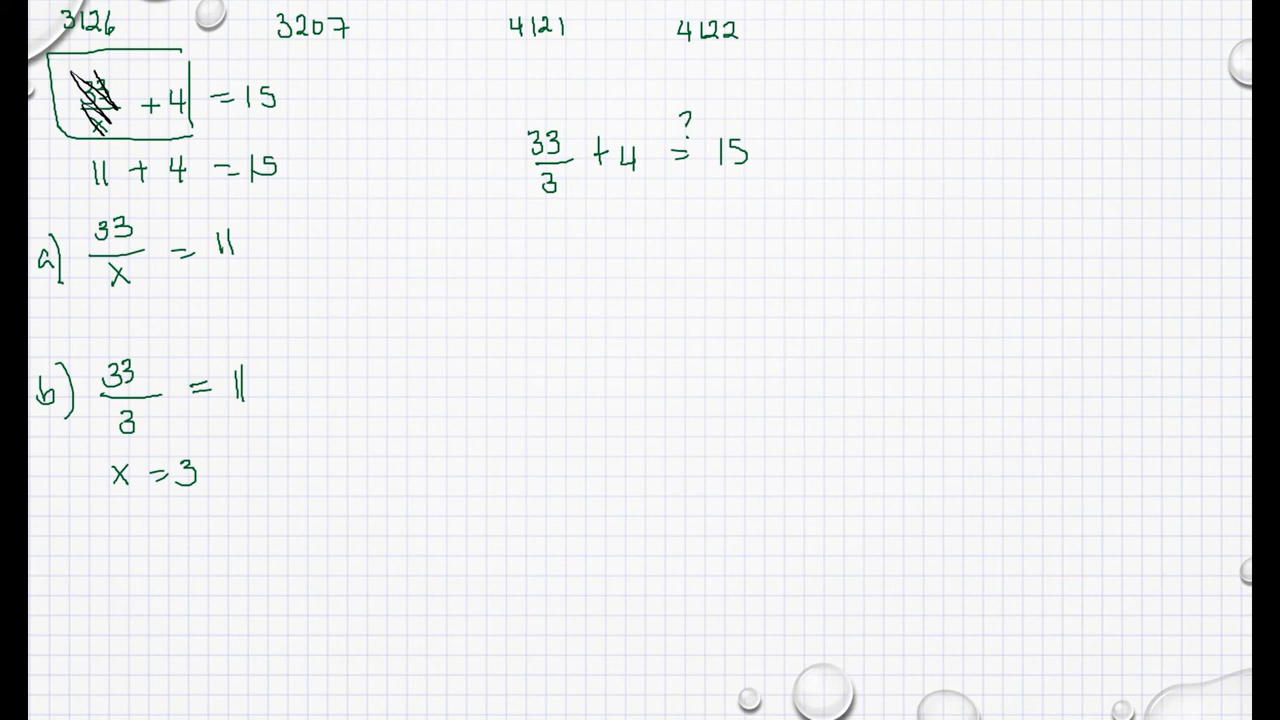 3126 3207 4121 4122
33/x + 4 = 15
11 + 4 = 15
33/3 + 4 ?= 15
a) 33/x = 11
b) 33/3 = 11
x = 3